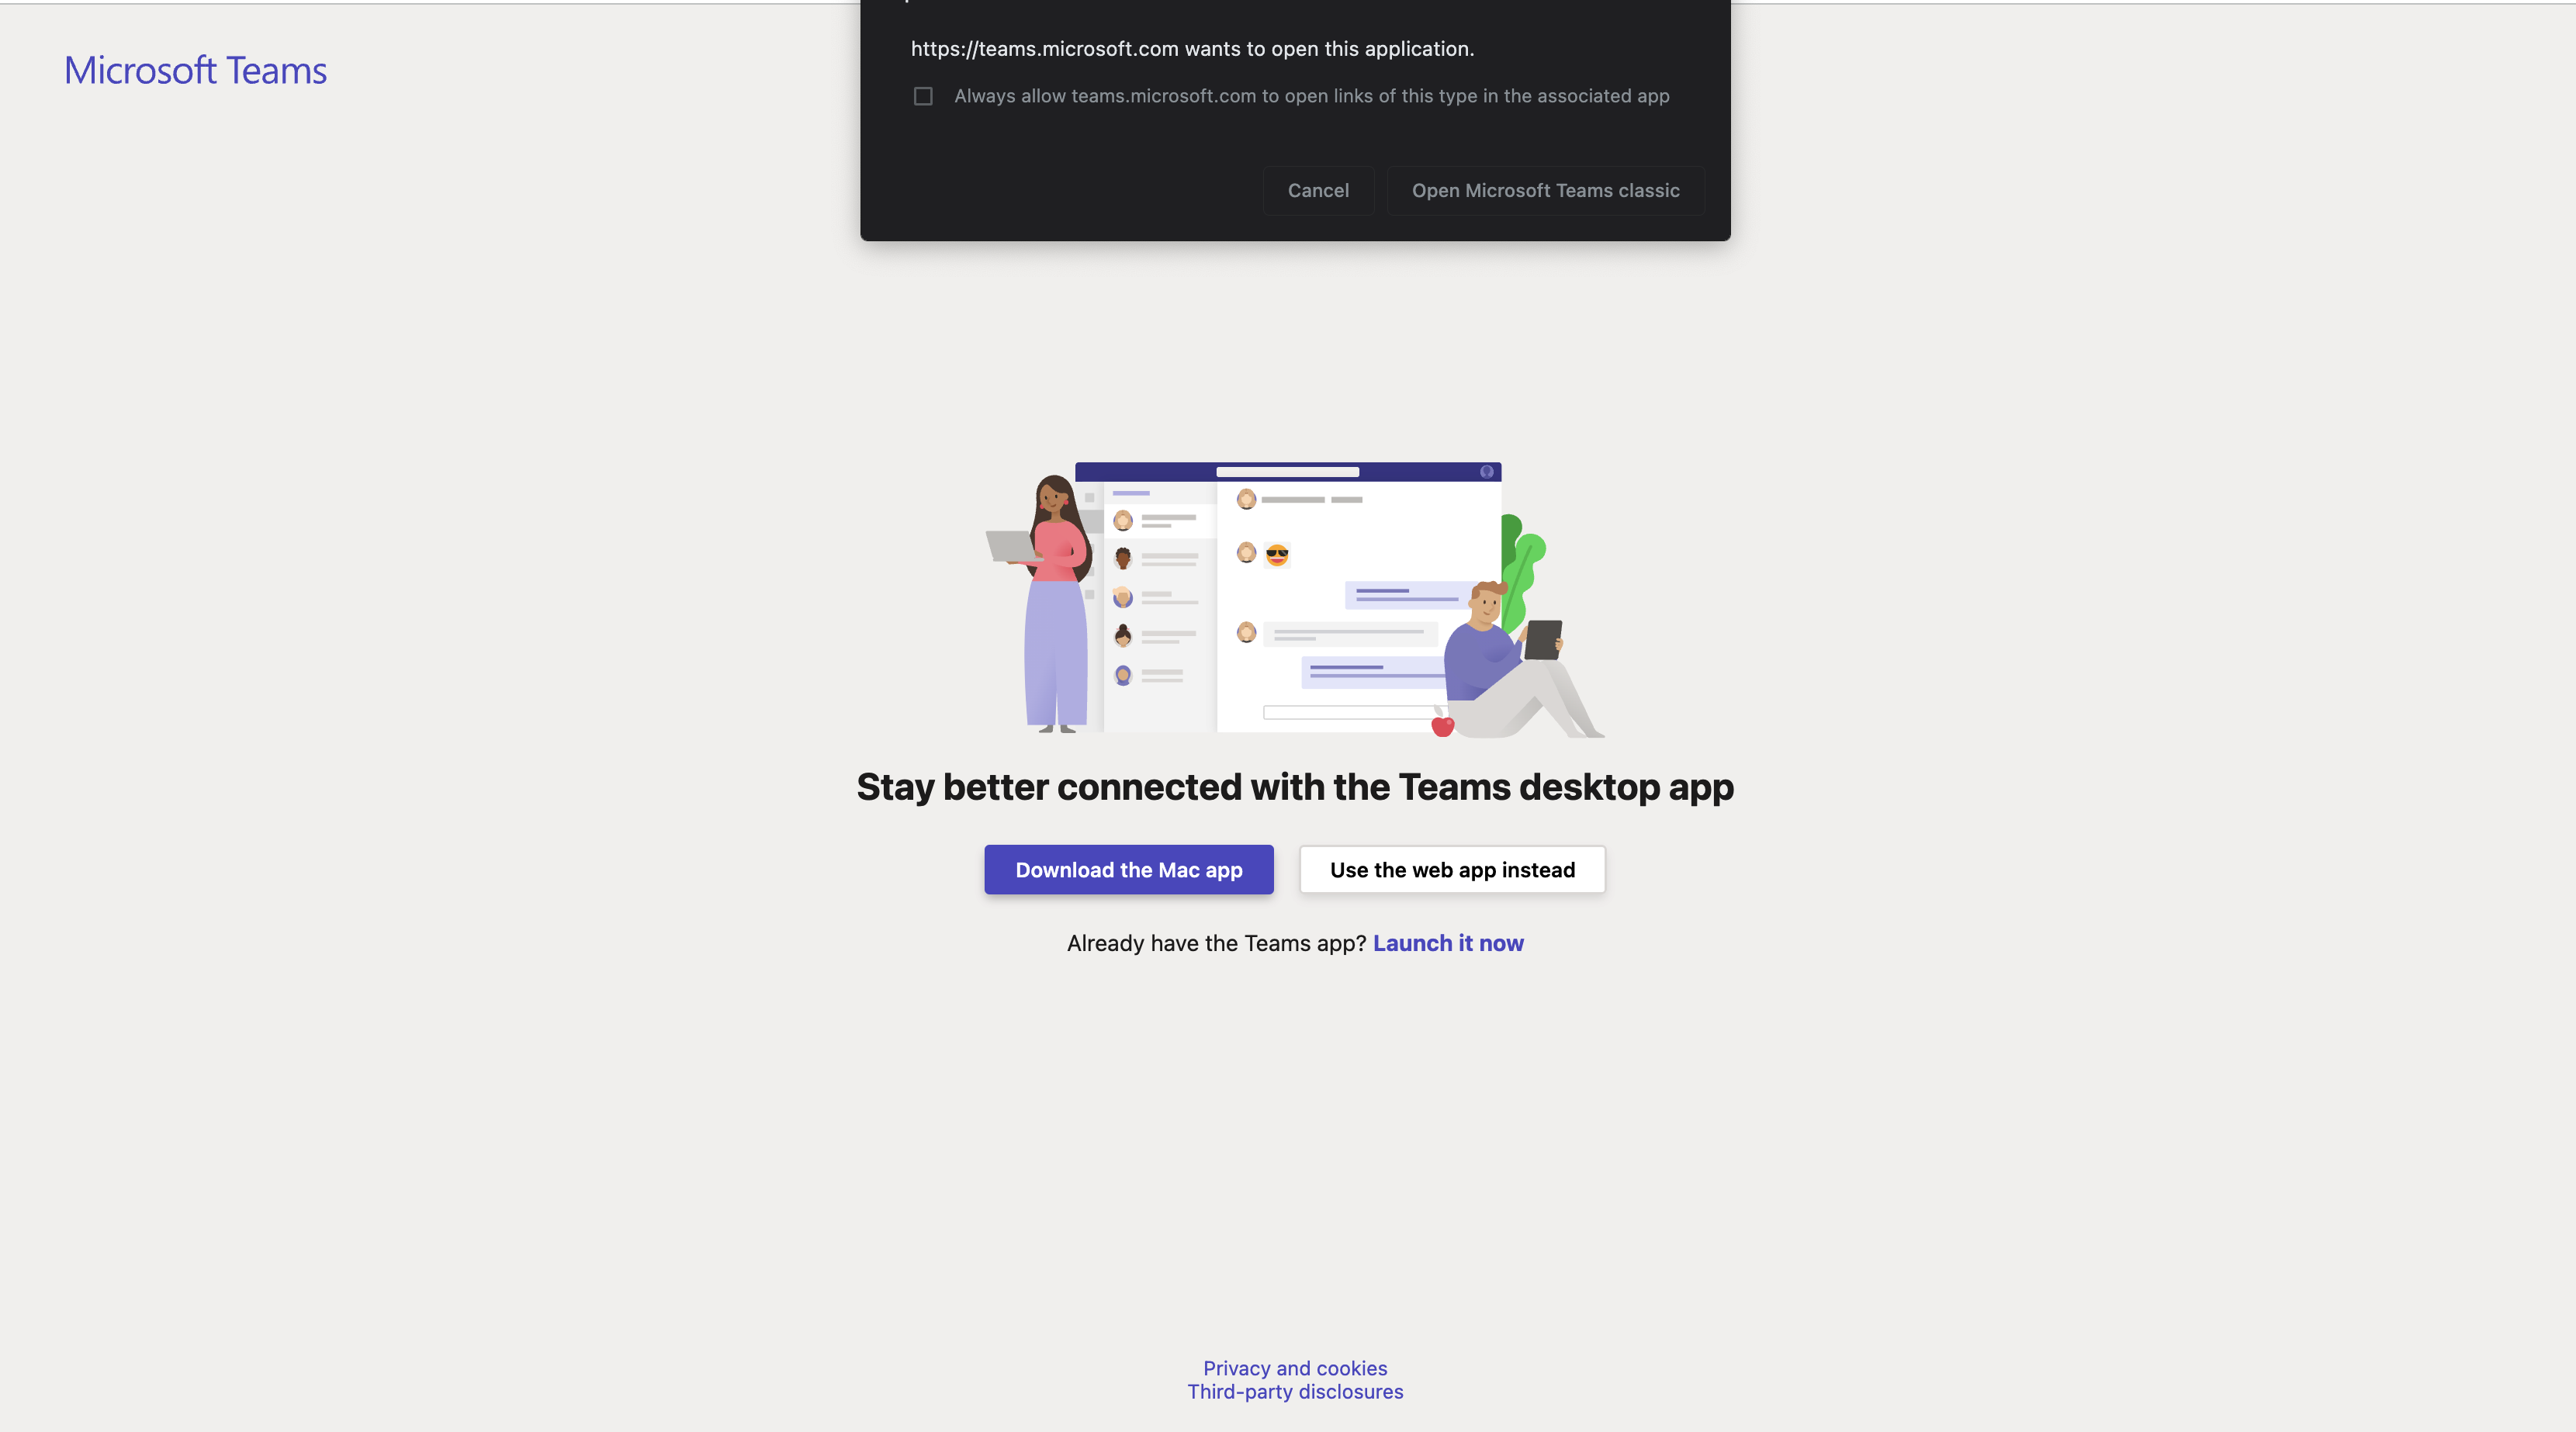 https://teams.microsoft.com wants to open this application.
Microsoft Teams
Always allow teams.microsoft.com to open links of this type in the associated app
Cancel
Open Microsoft Teams classic
Stay better connected with the Teams desktop app
Download the Mac app
Use the web app instead
Already have the Teams app? Launch it now
Privacy and cookies
Third-party disclosures